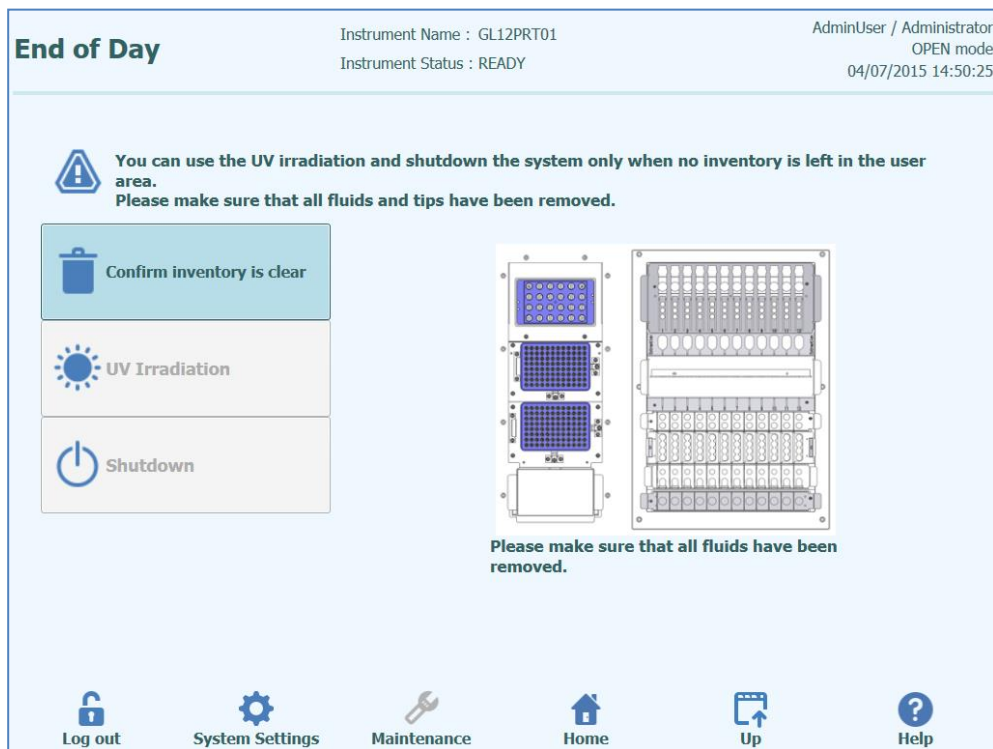 End of Day
Instrument Name : GL12PRT01
Instrument Status : READY
AdminUser / Administrator
OPEN mode
04/07/2015 14:50:25
You can use the UV irradiation and shutdown the system only when no inventory is left in the user
area.
Please make sure that all fluids and tips have been removed.
Confirm inventory is clear
UV Irradiation
Shutdown
Please make sure that all fluids have been
removed.
Log out
System Settings
Maintenance
Home
Up
Help